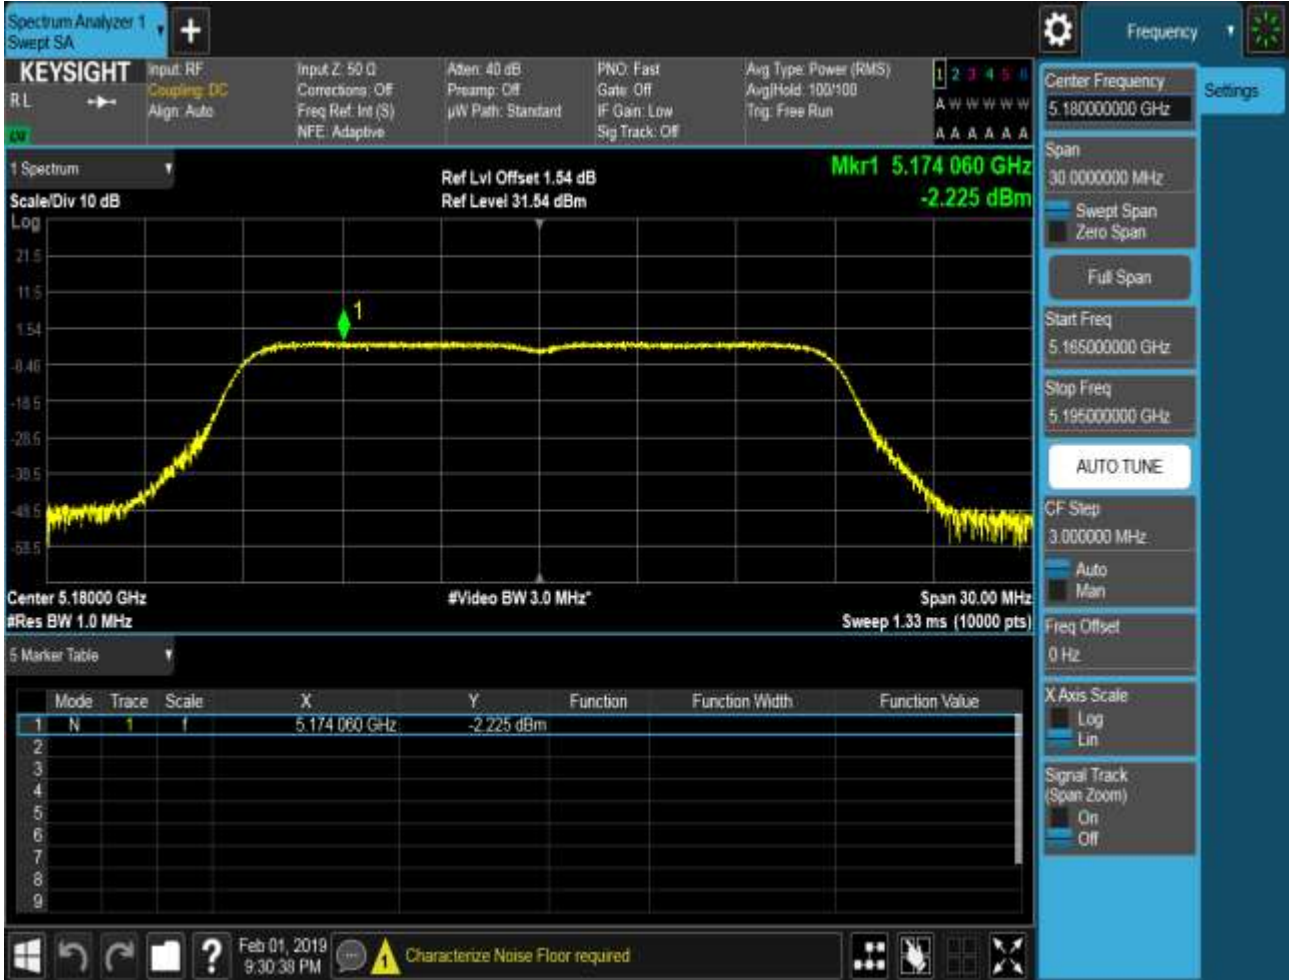 Spectrum Analyzer 1
Swept SA
Frequency
KEYSIGHT
Input: RF
Input Z: 50 Ω
Atten: 40 dB
PNO: Fast
Avg Type: Power (RMS)
1 2 3 4 5 6
RL
Coupling: DC
Corrections: Off
Preamp: Off
Gate: Off
Avg|Hold: 100/100
A W W W W W
Align: Auto
Freq Ref: Int (S)
µW Path: Standard
IF Gain: Low
Trig: Free Run
NFE: Adaptive
Sig Track: Off
A A A A A A
1 Spectrum
Ref Lvl Offset 1.54 dB
Mkr1 5.174 060 GHz
Scale/Div 10 dB
Ref Level 31.54 dBm
-2.225 dBm
Log
21.5
11.5
1.54
-8.46
-18.5
-28.5
-38.5
-48.5
-58.5
1
Center 5.18000 GHz
#Video BW 3.0 MHz*
Span 30.00 MHz
#Res BW 1.0 MHz
Sweep 1.33 ms (10000 pts)
5 Marker Table
Mode Trace Scale X Y Function Function Width Function Value
1 N 1 f 5.174 060 GHz -2.225 dBm
2
3
4
5
6
7
8
9
Center Frequency
5.180000000 GHz
Settings
Span
30.0000000 MHz
Swept Span
Zero Span
Full Span
Start Freq
5.165000000 GHz
Stop Freq
5.195000000 GHz
AUTO TUNE
CF Step
3.000000 MHz
Auto
Man
Freq Offset
0 Hz
X Axis Scale
Log
Lin
Signal Track
(Span Zoom)
On
Off
?
Feb 01, 2019
9:30:38 PM
1
Characterize Noise Floor required